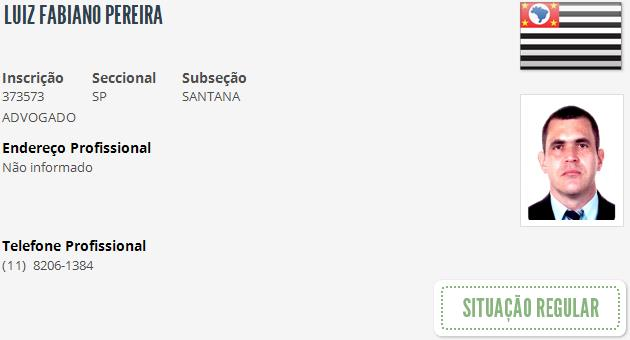 LUIZ FABIANO PEREIRA
Inscrição Seccional Subseção
373573 SP SANTANA
ADVOGADO
Endereço Profissional
Não informado
Telefone Profissional
(11) 8206-1384
SITUAÇÃO REGULAR